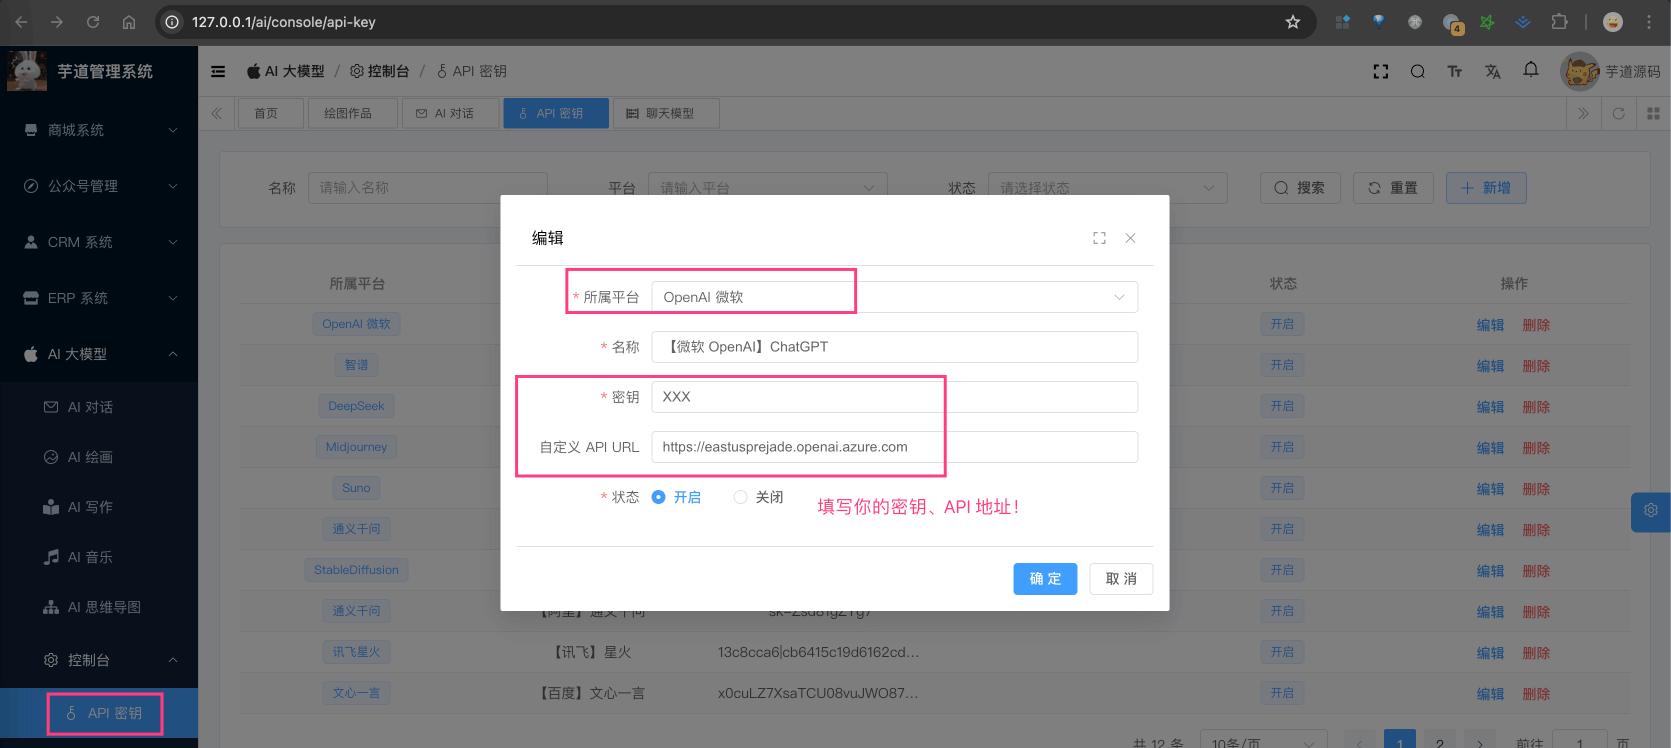 127.0.0.1/ai/console/api-key
4
芋道管理系统
AI 大模型 / 控制台 / API 密钥
芋道源码
首页
绘图作品
AI 对话
API 密钥
聊天模型
商城系统
公众号管理
CRM 系统
ERP 系统
AI 大模型
AI 对话
AI 绘画
AI 写作
AI 音乐
AI 思维导图
控制台
API 密钥
名称 请输入名称
平台 请输入平台
状态 请选择状态
搜索
重置
新增
所属平台
状态
操作
OpenAI 微软 开启 编辑 删除
智谱 开启 编辑 删除
DeepSeek 开启 编辑 删除
Midjourney 开启 编辑 删除
Suno 开启 编辑 删除
通义千问 开启 编辑 删除
StableDiffusion 开启 编辑 删除
通义千问 开启 编辑 删除
讯飞星火 【讯飞】星火 13c8cca6|cb6415c19d6162cd... 开启 编辑 删除
文心一言 【百度】文心一言 x0cuLZ7XsaTCU08vuJWO87... 开启 编辑 删除
共 12 条 10条/页 1 2 前往 1 页
编辑
* 所属平台 OpenAI 微软
* 名称 【微软 OpenAI】ChatGPT
* 密钥 XXX
自定义 API URL https://eastusprejade.openai.azure.com
* 状态 开启 关闭
填写你的密钥、API 地址！
确 定
取 消